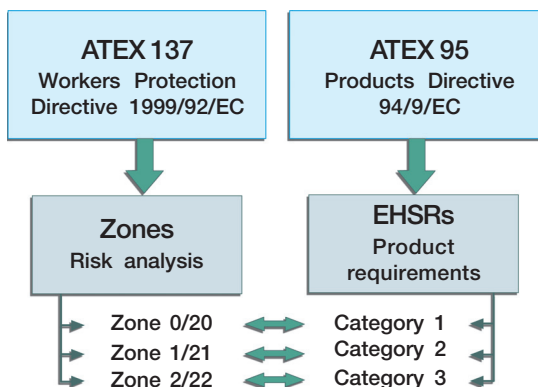 ATEX 137
Workers Protection
Directive 1999/92/EC
ATEX 95
Products Directive
94/9/EC
Zones
Risk analysis
EHSRs
Product
requirements
Zone 0/20
Category 1
Zone 1/21
Category 2
Zone 2/22
Category 3